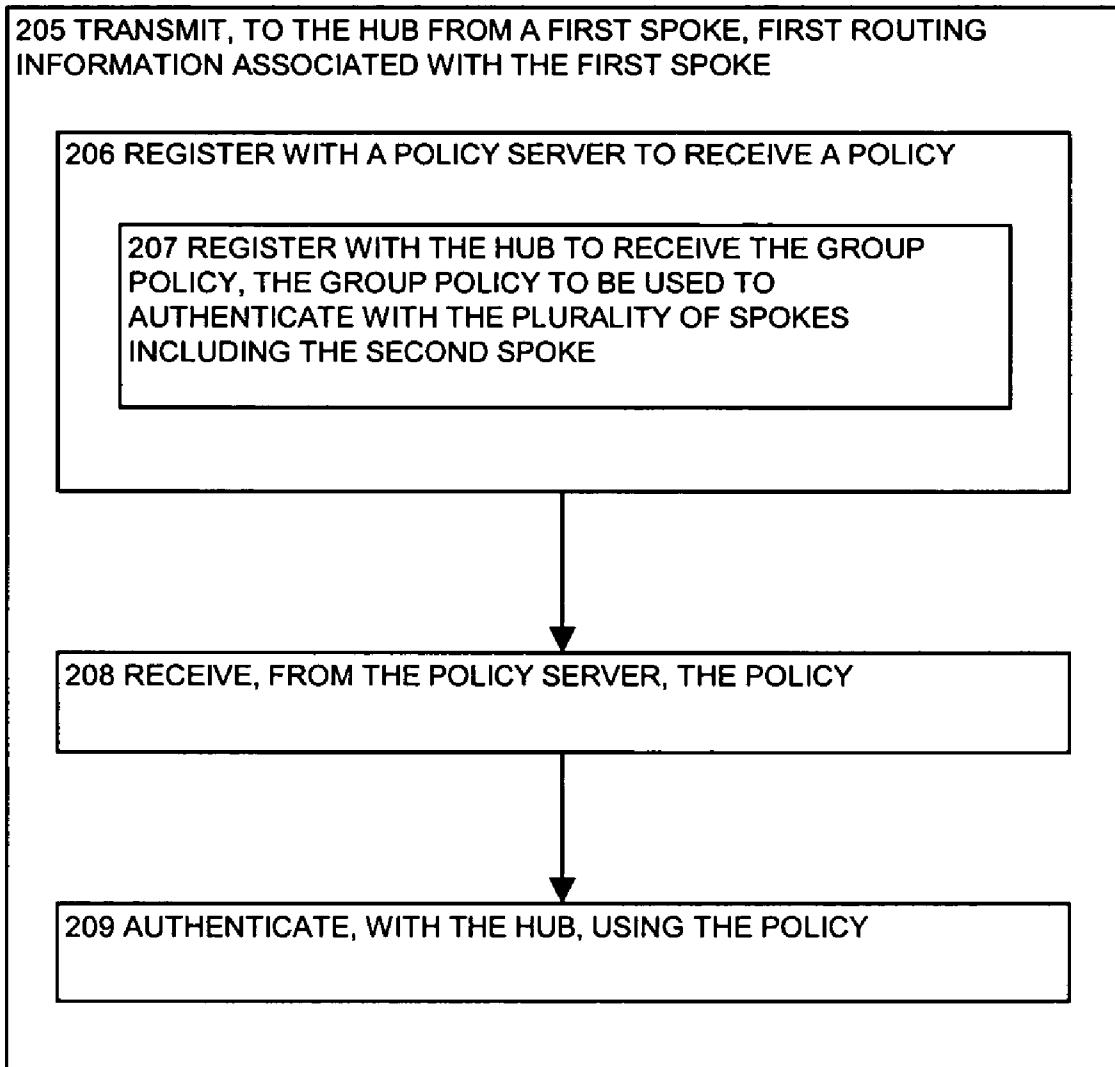 205 TRANSMIT, TO THE HUB FROM A FIRST SPOKE, FIRST ROUTING
INFORMATION ASSOCIATED WITH THE FIRST SPOKE
206 REGISTER WITH A POLICY SERVER TO RECEIVE A POLICY
207 REGISTER WITH THE HUB TO RECEIVE THE GROUP
POLICY, THE GROUP POLICY TO BE USED TO
AUTHENTICATE WITH THE PLURALITY OF SPOKES
INCLUDING THE SECOND SPOKE
208 RECEIVE, FROM THE POLICY SERVER, THE POLICY
209 AUTHENTICATE, WITH THE HUB, USING THE POLICY